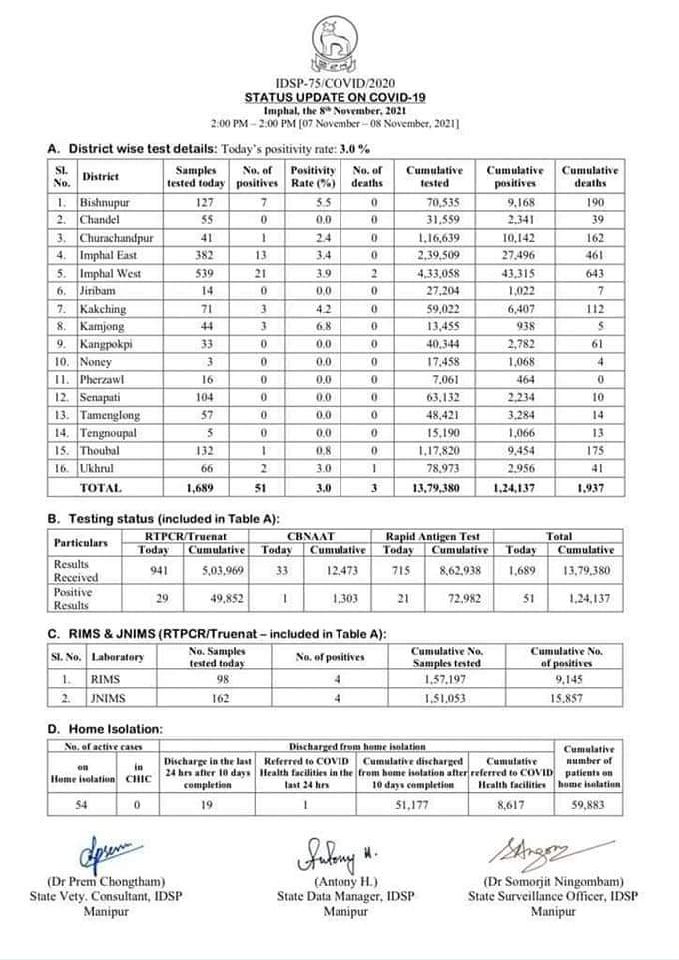 IDSP-75/COVID/2020
STATUS UPDATE ON COVID-19
Imphal, the 8th November, 2021
2:00 PM – 2:00 PM [07 November – 08 November, 2021]
A. District wise test details: Today's positivity rate: 3.0 %
Sl. No. District Samples tested today No. of positives Positivity Rate (%) No. of deaths Cumulative tested Cumulative positives Cumulative deaths
1. Bishnupur 127 7 5.5 0 70,535 9,168 190
2. Chandel 55 0 0.0 0 31,559 2,341 39
3. Churachandpur 41 1 2.4 0 1,16,639 10,142 162
4. Imphal East 382 13 3.4 0 2,39,509 27,496 461
5. Imphal West 539 21 3.9 2 4,33,058 43,315 643
6. Jiribam 14 0 0.0 0 27,204 1,022 7
7. Kakching 71 3 4.2 0 59,022 6,407 112
8. Kamjong 44 3 6.8 0 13,455 938 5
9. Kangpokpi 33 0 0.0 0 40,344 2,782 61
10. Noney 3 0 0.0 0 17,458 1,068 4
11. Pherzawl 16 0 0.0 0 7,061 464 0
12. Senapati 104 0 0.0 0 63,132 2,234 10
13. Tamenglong 57 0 0.0 0 48,421 3,284 14
14. Tengnoupal 5 0 0.0 0 15,190 1,066 13
15. Thoubal 132 1 0.8 0 1,17,820 9,454 175
16. Ukhrul 66 2 3.0 1 78,973 2,956 41
TOTAL 1,689 51 3.0 3 13,79,380 1,24,137 1,937
B. Testing status (included in Table A):
Particulars RTPCR/Truenat CBNAAT Rapid Antigen Test Total
Today Cumulative Today Cumulative Today Cumulative Today Cumulative
Results Received 941 5,03,969 33 12,473 715 8,62,938 1,689 13,79,380
Positive Results 29 49,852 1 1,303 21 72,982 51 1,24,137
C. RIMS & JNIMS (RTPCR/Truenat – included in Table A):
Sl. No. Laboratory No. Samples tested today No. of positives Cumulative No. Samples tested Cumulative No. of positives
1. RIMS 98 4 1,57,197 9,145
2. JNIMS 162 4 1,51,053 15,857
D. Home Isolation:
No. of active cases Discharged from home isolation Cumulative number of patients on home isolation
on Home isolation in CHIC Discharge in the last 24 hrs after 10 days completion Referred to COVID Health facilities in the last 24 hrs Cumulative discharged from home isolation after 10 days completion Cumulative referred to COVID Health facilities
54 0 19 1 51,177 8,617 59,883
Antony H.
(Dr Prem Chongtham) (Antony H.) (Dr Somorjit Ningombam)
State Vety. Consultant, IDSP State Data Manager, IDSP State Surveillance Officer, IDSP
Manipur Manipur Manipur